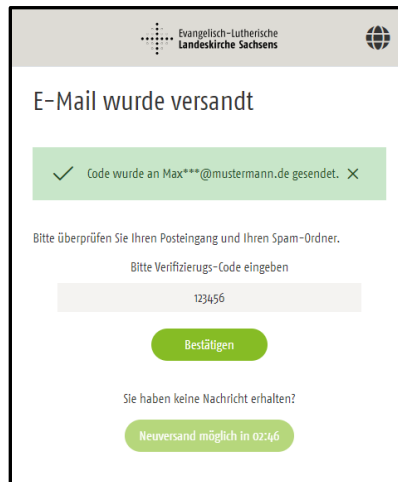 Evangelisch-Lutherische
Landeskirche Sachsens
E-Mail wurde versandt
Code wurde an Max***@mustermann.de gesendet.
Bitte überprüfen Sie Ihren Posteingang und Ihren Spam-Ordner.
Bitte Verifizierugs-Code eingeben
123456
Bestätigen
Sie haben keine Nachricht erhalten?
Neuversand möglich in 02:46